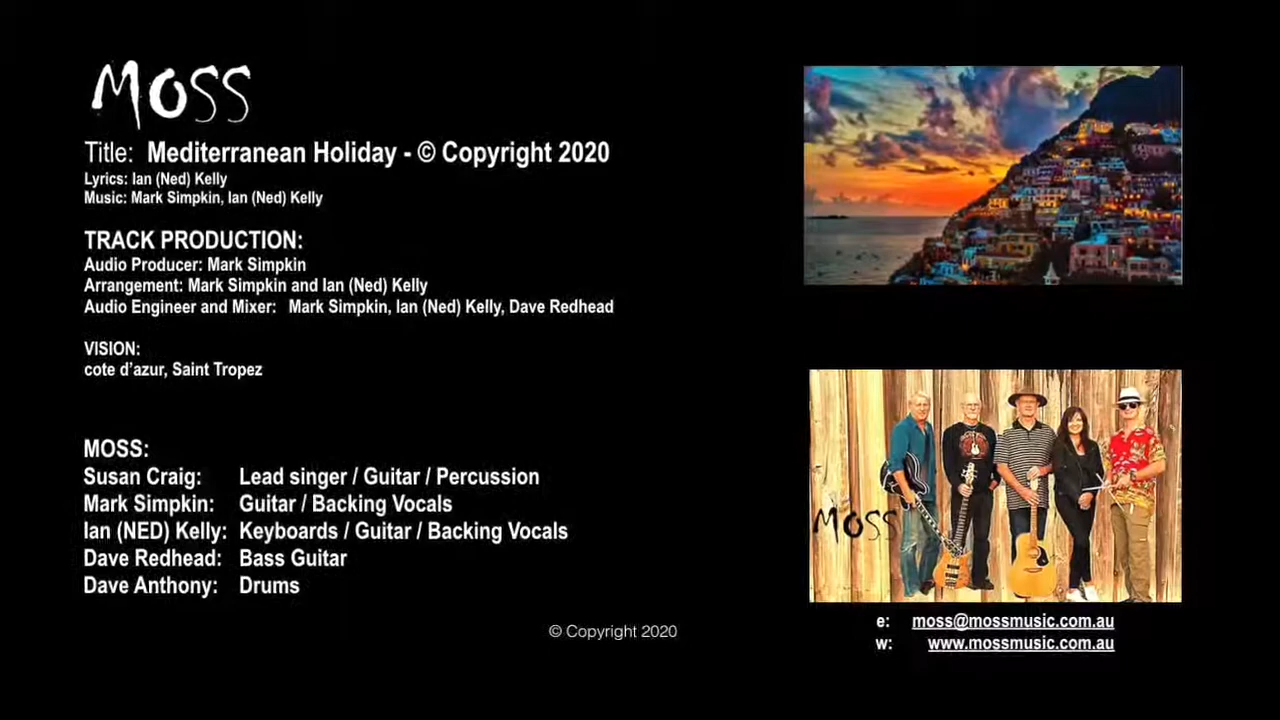 MOSS
Title: Mediterranean Holiday - © Copyright 2020
Lyrics: Ian (Ned) Kelly
Music: Mark Simpkin, Ian (Ned) Kelly
TRACK PRODUCTION:
Audio Producer: Mark Simpkin
Arrangement: Mark Simpkin and Ian (Ned) Kelly
Audio Engineer and Mixer: Mark Simpkin, Ian (Ned) Kelly, Dave Redhead
VISION:
cote d'azur, Saint Tropez
MOSS:
Susan Craig: Lead singer / Guitar / Percussion
Mark Simpkin: Guitar / Backing Vocals
Ian (NED) Kelly: Keyboards / Guitar / Backing Vocals
Dave Redhead: Bass Guitar
Dave Anthony: Drums
© Copyright 2020
MOSS
e: moss@mossmusic.com.au
w: www.mossmusic.com.au